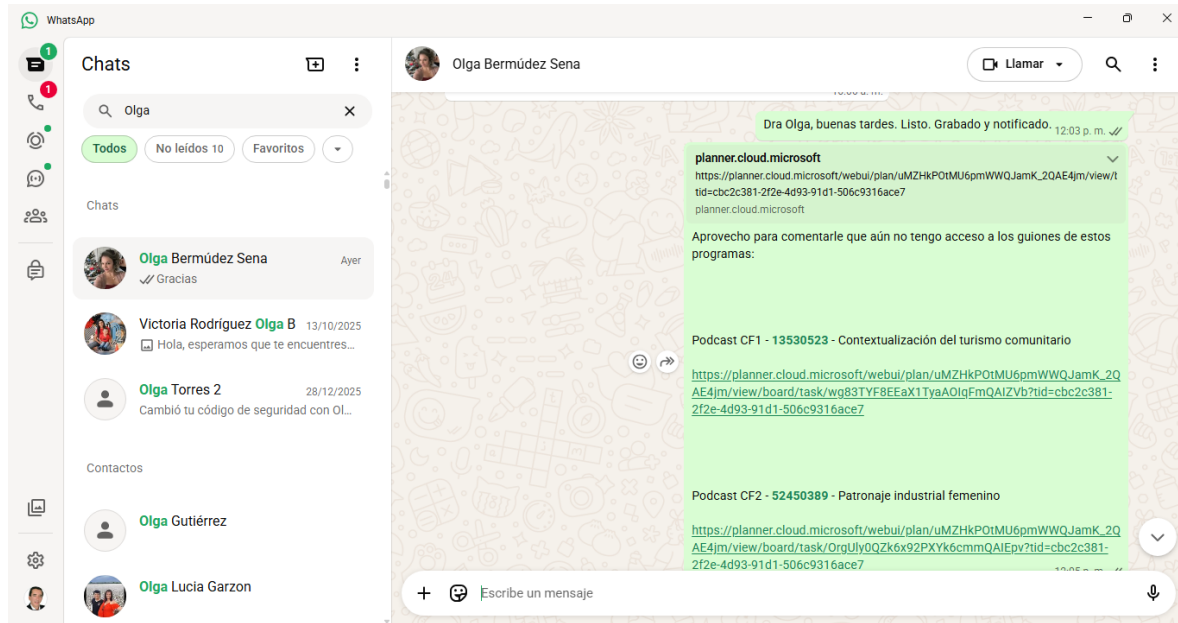 WhatsApp
1
1
Chats
Olga
Todos
No leídos 10
Favoritos
Chats
Olga Bermúdez Sena
Ayer
Gracias
Victoria Rodríguez Olga B
13/10/2025
Hola, esperamos que te encuentres...
Olga Torres 2
28/12/2025
Cambió tu código de seguridad con Ol...
Contactos
Olga Gutiérrez
Olga Lucia Garzon
Olga Bermúdez Sena
Llamar
Dra Olga, buenas tardes. Listo. Grabado y notificado.
12:03 p. m.
planner.cloud.microsoft
https://planner.cloud.microsoft/webui/plan/uMZHkPOtMU6pmWWQJamK_2QAE4jm/view/
tid=cbc2c381-2f2e-4d93-91d1-506c9316ace7
planner.cloud.microsoft
Aprovecho para comentarle que aún no tengo acceso a los guiones de estos
programas:
Podcast CF1 - 13530523 - Contextualización del turismo comunitario
https://planner.cloud.microsoft/webui/plan/uMZHkPOtMU6pmWWQJamK_2Q
AE4jm/view/board/task/wg83TYF8EEaX1TyaAOIqFmQAIZVb?tid=cbc2c381-
2f2e-4d93-91d1-506c9316ace7
Podcast CF2 - 52450389 - Patronaje industrial femenino
https://planner.cloud.microsoft/webui/plan/uMZHkPOtMU6pmWWQJamK_2Q
AE4jm/view/board/task/OrgUly0QZk6x92PXYk6cmmQAIEpv?tid=cbc2c381-
2f2e-4d93-91d1-506c9316ace7
Escribe un mensaje